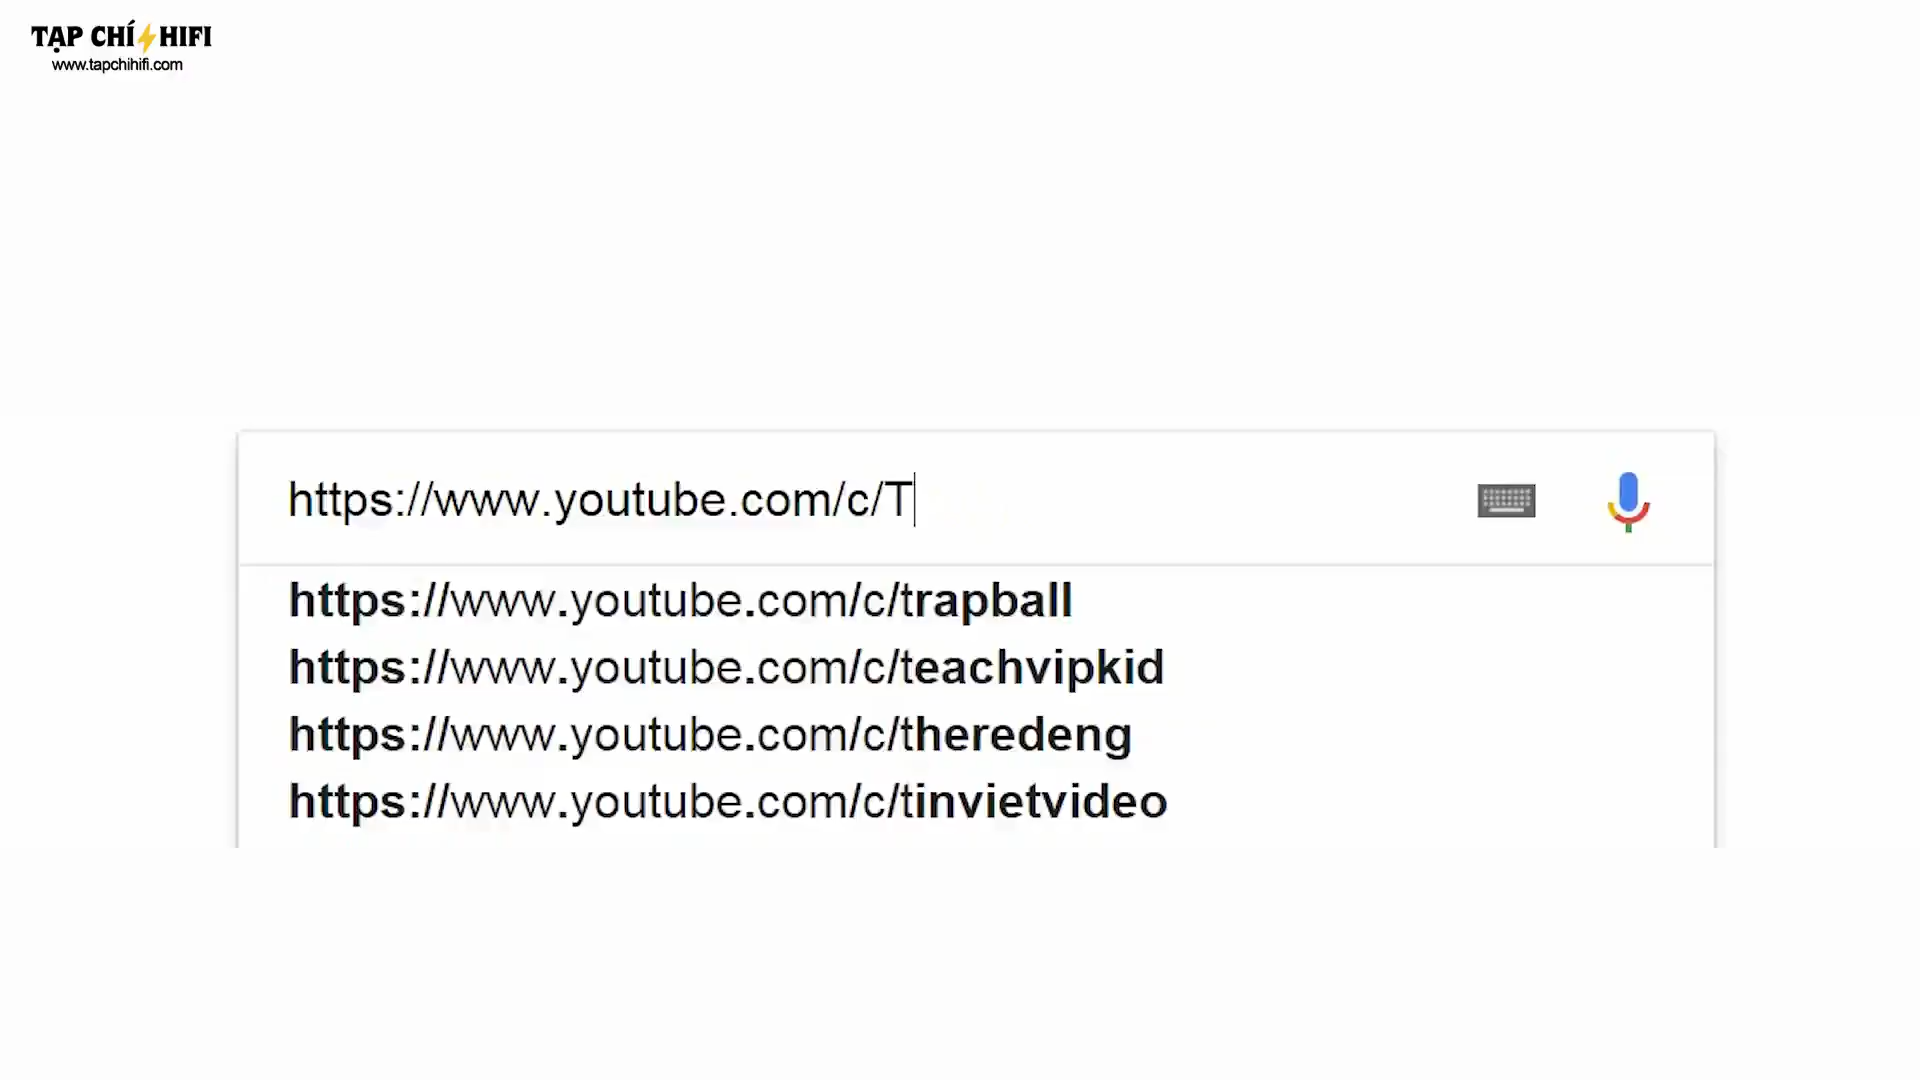 TẠP CHÍ HIFI
www.tapchihifi.com
https://www.youtube.com/c/T
https://www.youtube.com/c/trapball
https://www.youtube.com/c/teachvipkid
https://www.youtube.com/c/theredeng
https://www.youtube.com/c/tinvietvideo